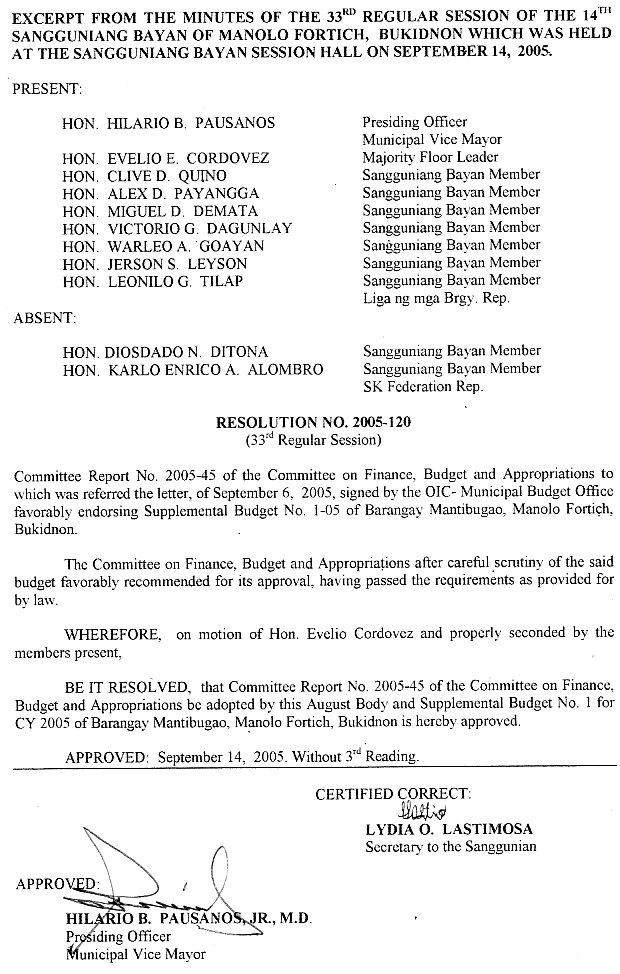 EXCERPT FROM THE MINUTES OF THE 33RD REGULAR SESSION OF THE 14TH
SANGGUNIANG BAYAN OF MANOLO FORTICH, BUKIDNON WHICH WAS HELD
AT THE SANGGUNIANG BAYAN SESSION HALL ON SEPTEMBER 14, 2005.
PRESENT:
HON. HILARIO B. PAUSANOS Presiding Officer
Municipal Vice Mayor
HON. EVELIO E. CORDOVEZ Majority Floor Leader
HON. CLIVE D. QUINO Sangguniang Bayan Member
HON. ALEX D. PAYANGGA Sangguniang Bayan Member
HON. MIGUEL D. DEMATA Sangguniang Bayan Member
HON. VICTORIO G. DAGUNLAY Sangguniang Bayan Member
HON. WARLEO A. GOAYAN Sangguniang Bayan Member
HON. JERSON S. LEYSON Sangguniang Bayan Member
HON. LEONILO G. TILAP Sangguniang Bayan Member
Liga ng mga Brgy. Rep.
ABSENT:
HON. DIOSDADO N. DITONA Sangguniang Bayan Member
HON. KARLO ENRICO A. ALOMBRO Sangguniang Bayan Member
SK Federation Rep.
RESOLUTION NO. 2005-120
(33rd Regular Session)
Committee Report No. 2005-45 of the Committee on Finance, Budget and Appropriations to
which was referred the letter, of September 6, 2005, signed by the OIC- Municipal Budget Office
favorably endorsing Supplemental Budget No. 1-05 of Barangay Mantibugao, Manolo Fortich,
Bukidnon.
The Committee on Finance, Budget and Appropriations after careful scrutiny of the said
budget favorably recommended for its approval, having passed the requirements as provided for
by law.
WHEREFORE, on motion of Hon. Evelio Cordovez and properly seconded by the
members present,
BE IT RESOLVED, that Committee Report No. 2005-45 of the Committee on Finance,
Budget and Appropriations be adopted by this August Body and Supplemental Budget No. 1 for
CY 2005 of Barangay Mantibugao, Manolo Fortich, Bukidnon is hereby approved.
APPROVED: September 14, 2005. Without 3rd Reading.
CERTIFIED CORRECT:
LYDIA O. LASTIMOSA
Secretary to the Sanggunian
APPROVED:
HILARIO B. PAUSANOS, JR., M.D.
Presiding Officer
Municipal Vice Mayor